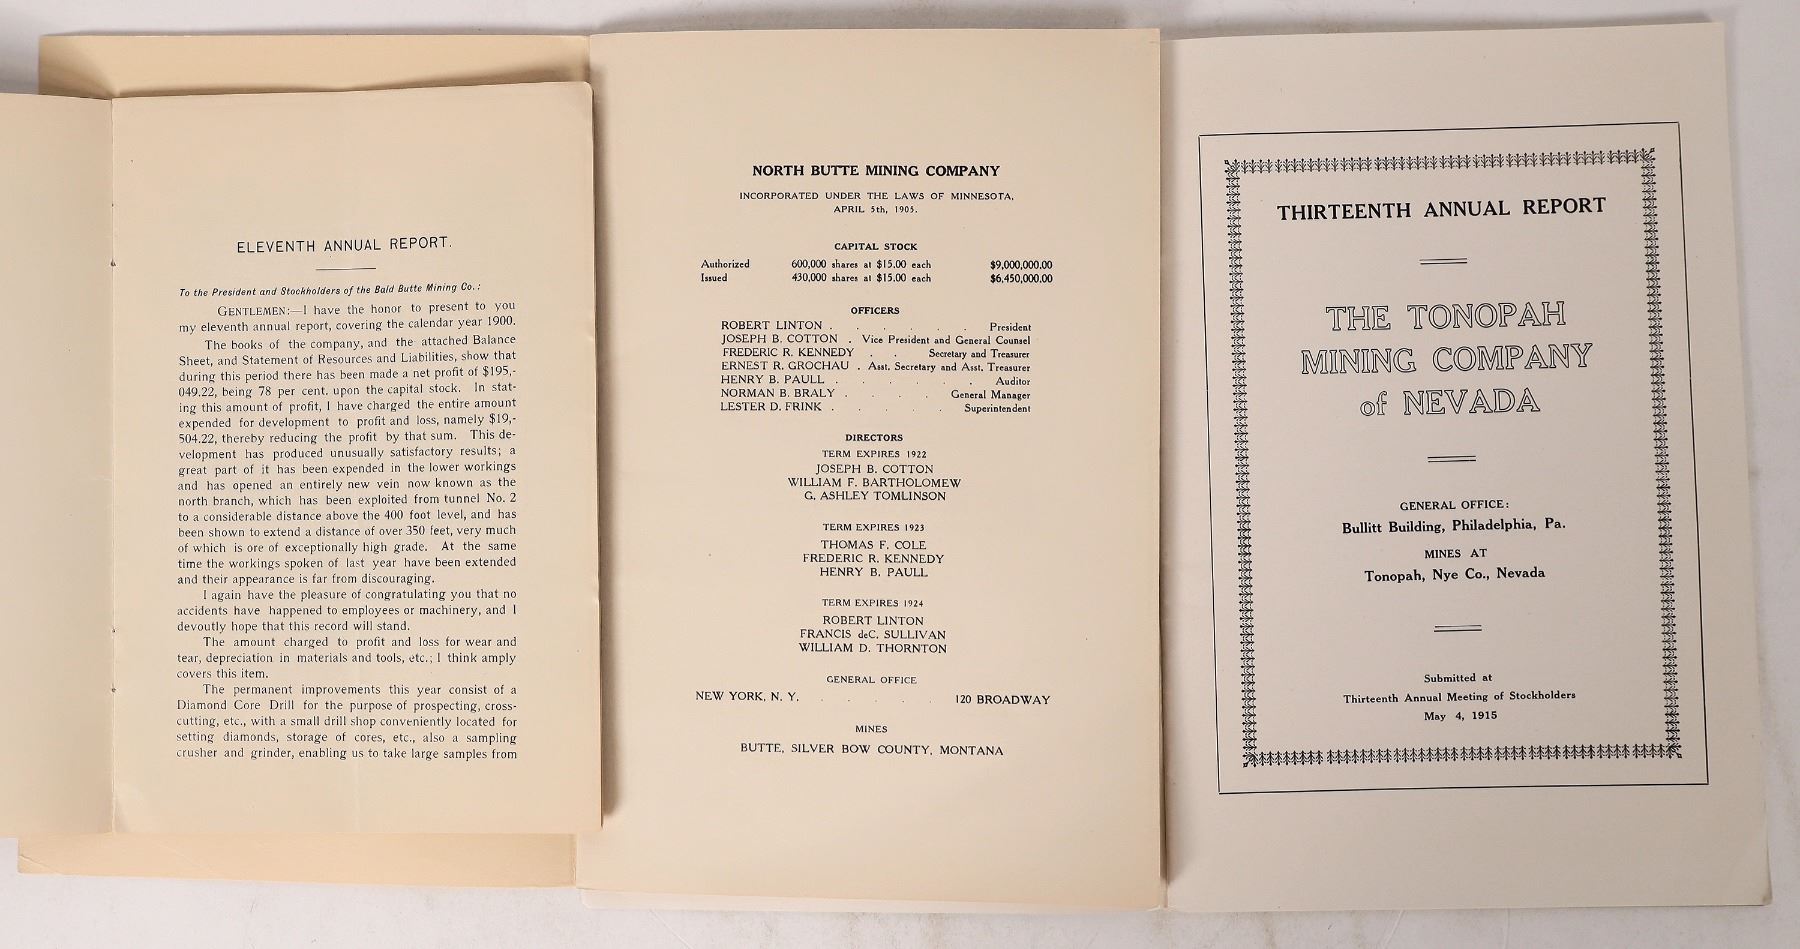 ELEVENTH ANNUAL REPORT.
To the President and Stockholders of the Bald Butte Mining Co.:
GENTLEMEN:—I have the honor to present to you
my eleventh annual report, covering the calendar year 1900.
The books of the company, and the attached Balance
Sheet, and Statement of Resources and Liabilities, show that
during this period there has been made a net profit of $195,-
049.22, being 78 per cent. upon the capital stock. In stat-
ing this amount of profit, I have charged the entire amount
expended for development to profit and loss, namely $19,-
504.22, thereby reducing the profit by that sum. This de-
velopment has produced unusually satisfactory results; a
great part of it has been expended in the lower workings
and has opened an entirely new vein now known as the
north branch, which has been exploited from tunnel No. 2
to a considerable distance above the 400 foot level, and has
been shown to extend a distance of over 350 feet, very much
of which is ore of exceptionally high grade. At the same
time the workings spoken of last year have been extended
and their appearance is far from discouraging.
I again have the pleasure of congratulating you that no
accidents have happened to employees or machinery, and I
devoutly hope that this record will stand.
The amount charged to profit and loss for wear and
tear, depreciation in materials and tools, etc.; I think amply
covers this item.
The permanent improvements this year consist of a
Diamond Core Drill for the purpose of prospecting, cross-
cutting, etc., with a small drill shop conveniently located for
setting diamonds, storage of cores, etc., also a sampling
crusher and grinder, enabling us to take large samples from
NORTH BUTTE MINING COMPANY
INCORPORATED UNDER THE LAWS OF MINNESOTA,
APRIL 5th, 1905.
CAPITAL STOCK
Authorized 600,000 shares at $15.00 each $9,000,000.00
Issued 430,000 shares at $15.00 each $6,450,000.00
OFFICERS
ROBERT LINTON . . . . . . President
JOSEPH B. COTTON . Vice President and General Counsel
FREDERIC R. KENNEDY . . Secretary and Treasurer
ERNEST R. GROCHAU . Asst. Secretary and Asst. Treasurer
HENRY B. PAULL . . . . . . Auditor
NORMAN B. BRALY . . . . General Manager
LESTER D. FRINK . . . . . Superintendent
DIRECTORS
TERM EXPIRES 1922
JOSEPH B. COTTON
WILLIAM F. BARTHOLOMEW
G. ASHLEY TOMLINSON
TERM EXPIRES 1923
THOMAS F. COLE
FREDERIC R. KENNEDY
HENRY B. PAULL
TERM EXPIRES 1924
ROBERT LINTON
FRANCIS deC. SULLIVAN
WILLIAM D. THORNTON
GENERAL OFFICE
NEW YORK, N. Y. . . . . . 120 BROADWAY
MINES
BUTTE, SILVER BOW COUNTY, MONTANA
THIRTEENTH ANNUAL REPORT
THE TONOPAH
MINING COMPANY
of NEVADA
GENERAL OFFICE:
Bullitt Building, Philadelphia, Pa.
MINES AT
Tonopah, Nye Co., Nevada
Submitted at
Thirteenth Annual Meeting of Stockholders
May 4, 1915